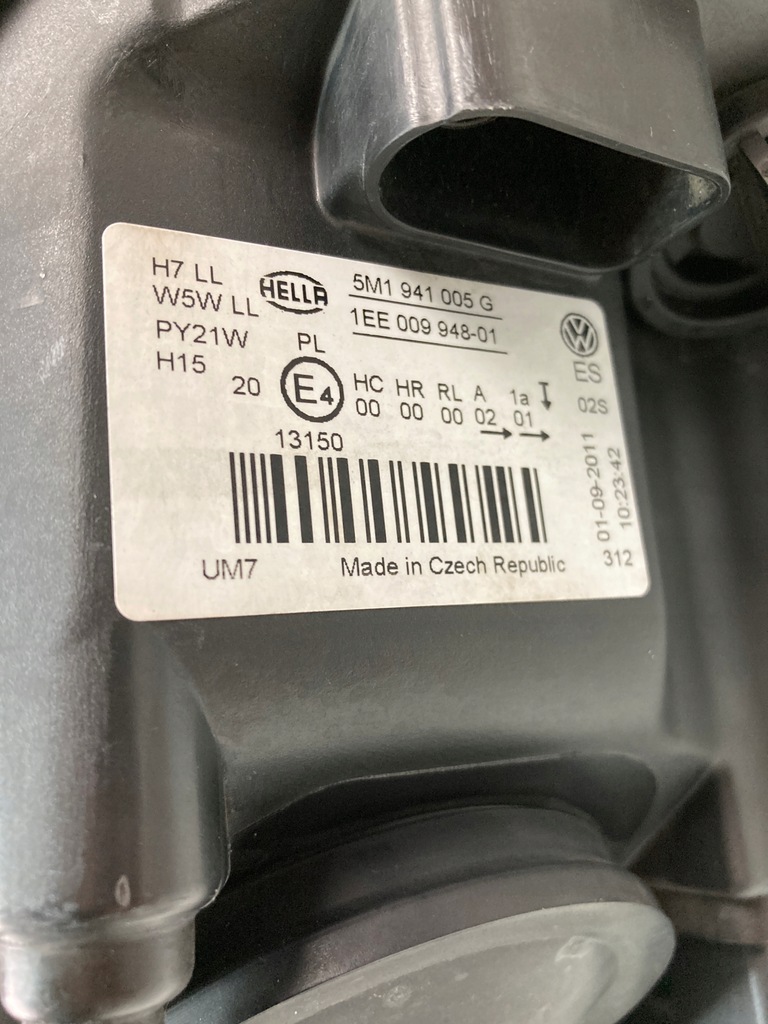 H7 LL
W5W LL
PY21W
H15
HELLA
5M1 941 005 G
1EE 009 948-01
PL
20
E4
HC HR RL A 1a
00 00 00 02 01
13150
UM7
Made in Czech Republic
VW
ES
02S
01-09-2011
10:23:42
312